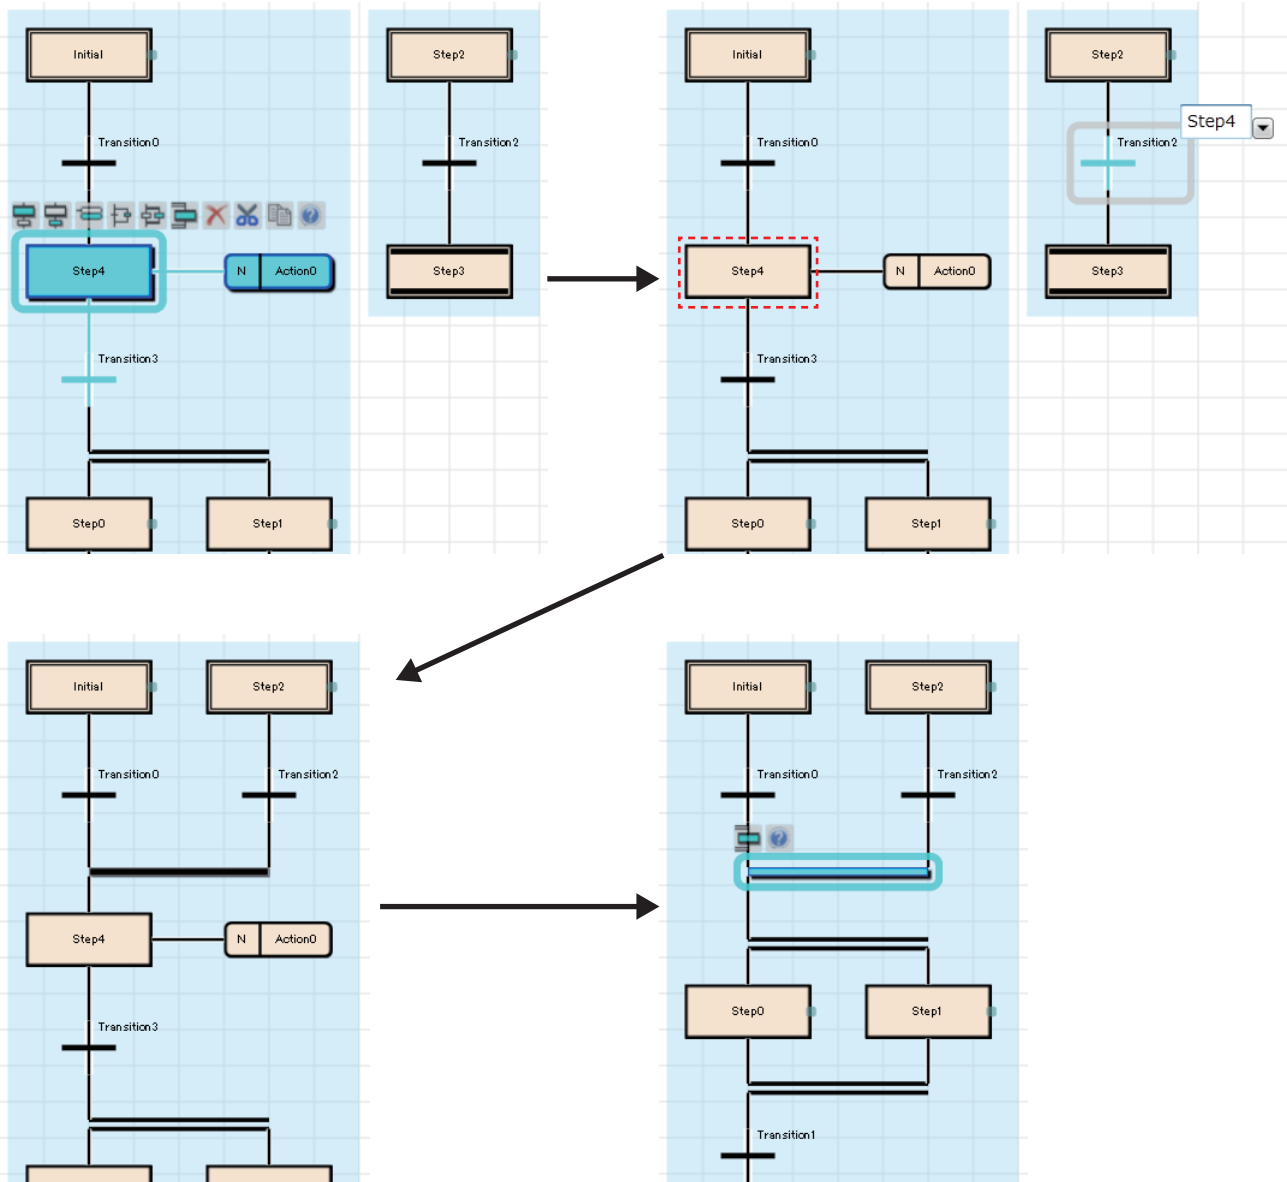 Initial
Step2
Transition0
Transition2
Step4
N
Action0
Step3
Transition3
Step0
Step1
Initial
Step2
Step4
Transition0
Transition2
Step4
N
Action0
Step3
Transition3
Step0
Step1
Initial
Step2
Transition0
Transition2
Step4
N
Action0
Transition3
Initial
Step2
Transition0
Transition2
Step0
Step1
Transition1